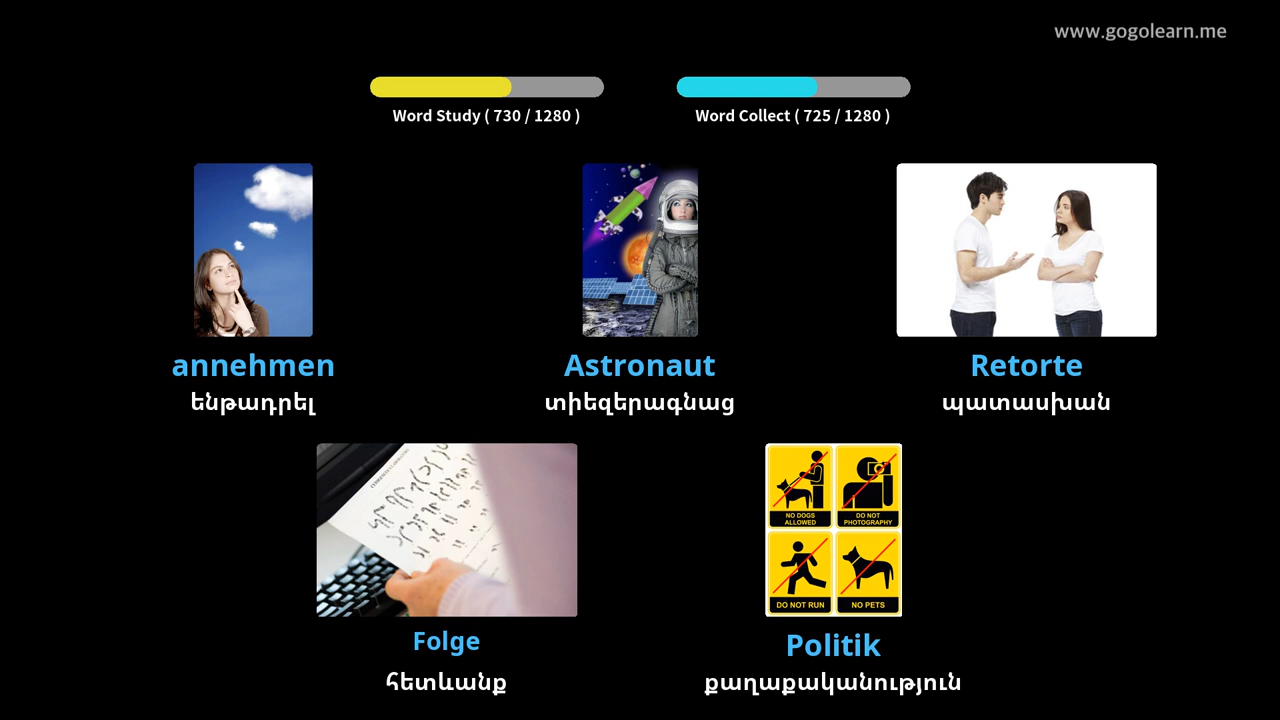 www.gogolearn.me
Word Study ( 730 / 1280 )
Word Collect ( 725 / 1280 )
annehmen
ենթադրել
Astronaut
տիեզերագնաց
Retorte
պատասխան
NO DOGS
ALLOWED
DO NOT
PHOTOGRAPHY
DO NOT RUN
NO PETS
Folge
հետևանք
Politik
քաղաքականություն